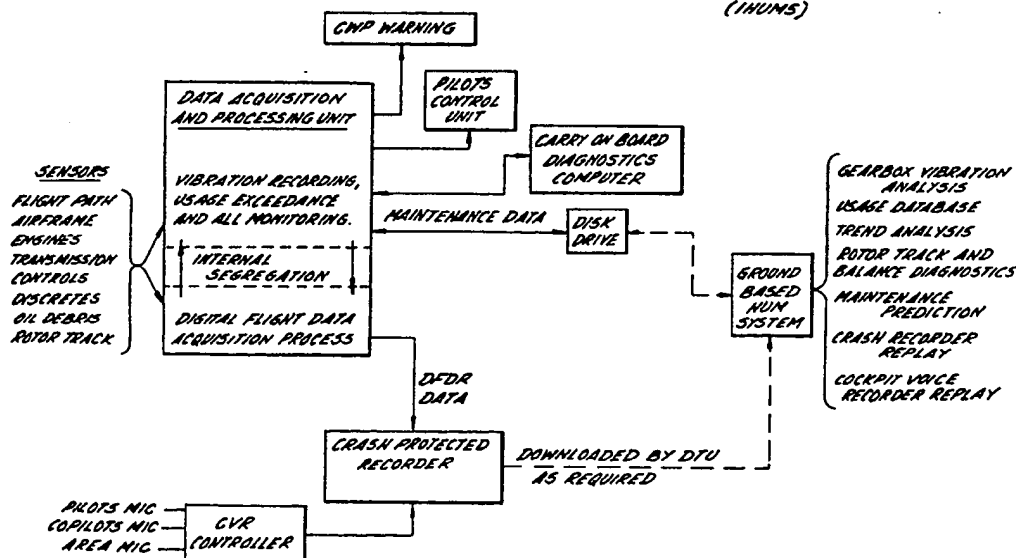 (IHUMS)
CWP WARNING
DATA ACQUISITION
AND PROCESSING UNIT
PILOTS
CONTROL
UNIT
CARRY ON BOARD
DIAGNOSTICS
COMPUTER
SENSORS
FLIGHT PATH
AIRFRAME
ENGINES
TRANSMISSION
CONTROLS
DISCRETES
OIL DEBRIS
ROTOR TRACK
VIBRATION RECORDING,
USAGE EXCEEDANCE
AND ALL MONITORING.
INTERNAL
SEGREGATION
DIGITAL FLIGHT DATA
ACQUISITION PROCESS
MAINTENANCE DATA
DISK
DRIVE
GROUND
BASED
HUM
SYSTEM
GEARBOX VIBRATION
ANALYSIS
USAGE DATABASE
TREND ANALYSIS
ROTOR TRACK AND
BALANCE DIAGNOSTICS
MAINTENANCE
PREDICTION
CRASH RECORDER
REPLAY
COCKPIT VOICE
RECORDER REPLAY
DFDR
DATA
CRASH PROTECTED
RECORDER
DOWNLOADED BY DTU
AS REQUIRED
PILOTS MIC
COPILOTS MIC
AREA MIC
CVR
CONTROLLER